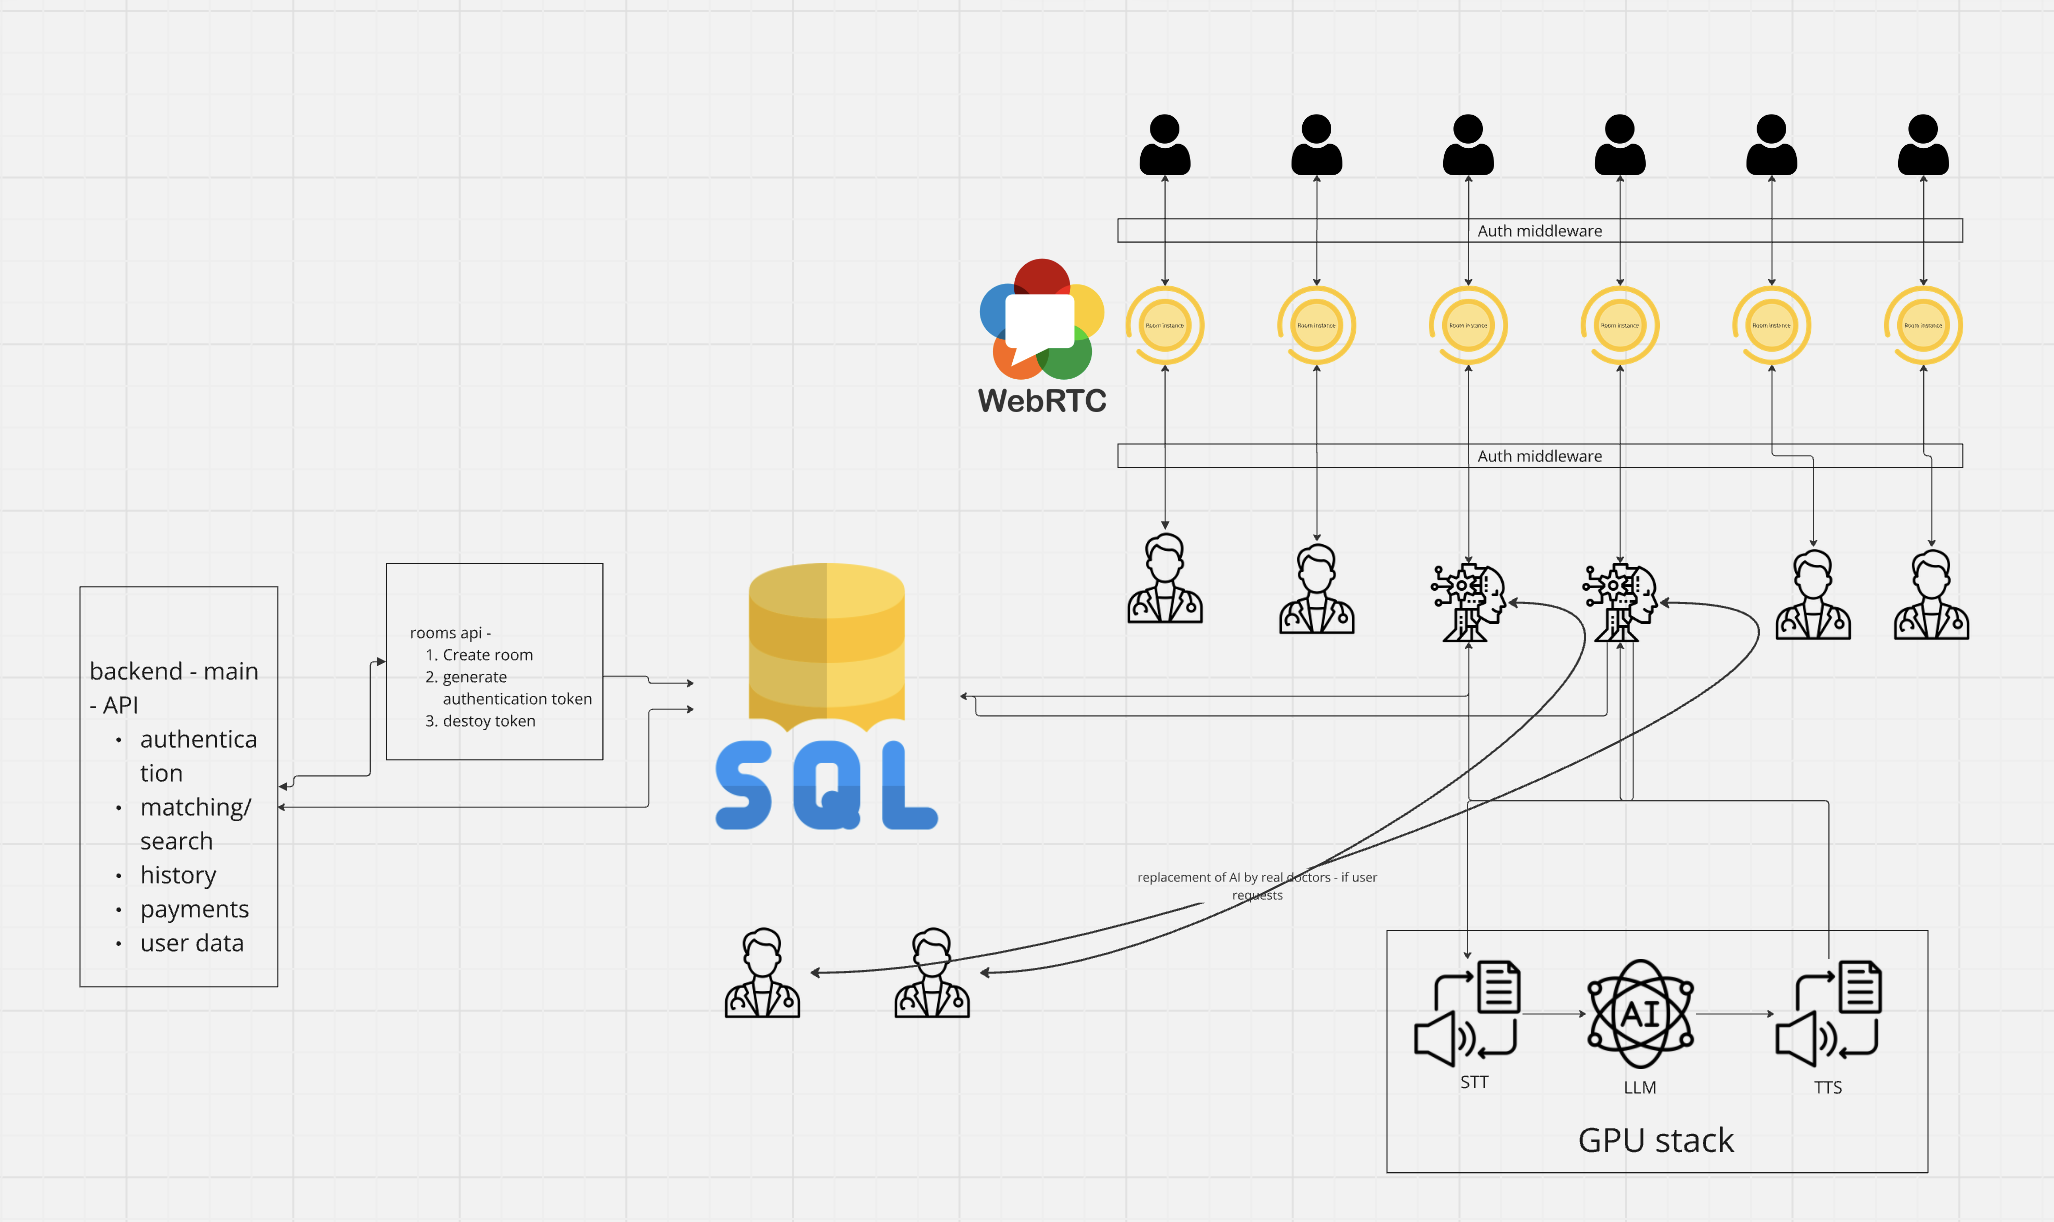 Auth middleware
Room instance
Room instance
Room instance
Room instance
Room instance
Room instance
WebRTC
Auth middleware
backend - main
- API
• authentica
tion
• matching/
search
• history
• payments
• user data
rooms api -
1. Create room
2. generate
authentication token
3. destoy token
SQL
replacement of AI by real doctors - if user
requests
AI
STT
LLM
TTS
GPU stack